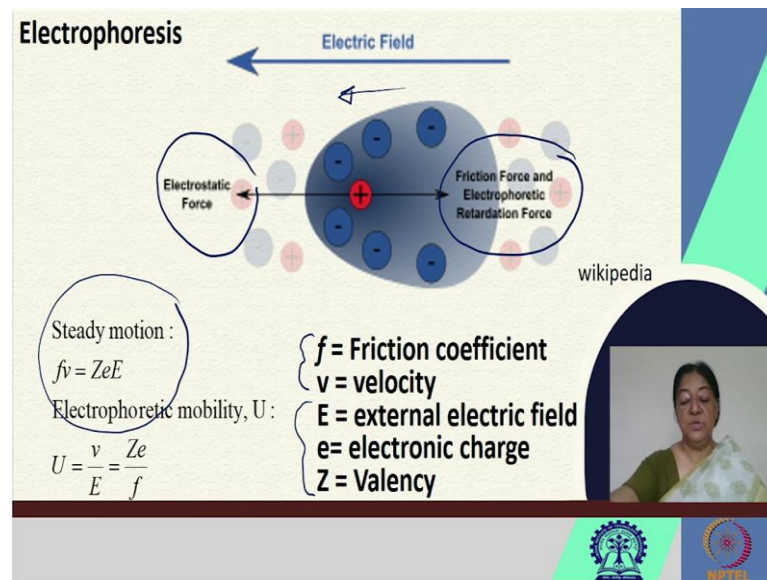 Electrophoresis
Electric Field
Electrostatic
Force
Friction Force and
Electrophoretic
Retardation Force
wikipedia
Steady motion :
fv = ZeE
Electrophoretic mobility, U :
U = v/E = Ze/f
f = Friction coefficient
v = velocity
E = external electric field
e= electronic charge
Z = Valency
NPTEL